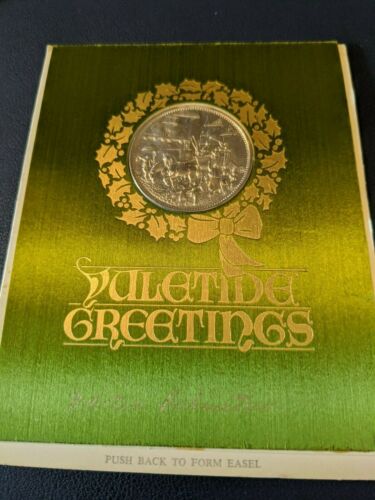 YULETIDE
GREETINGS
PUSH BACK TO FORM EASEL